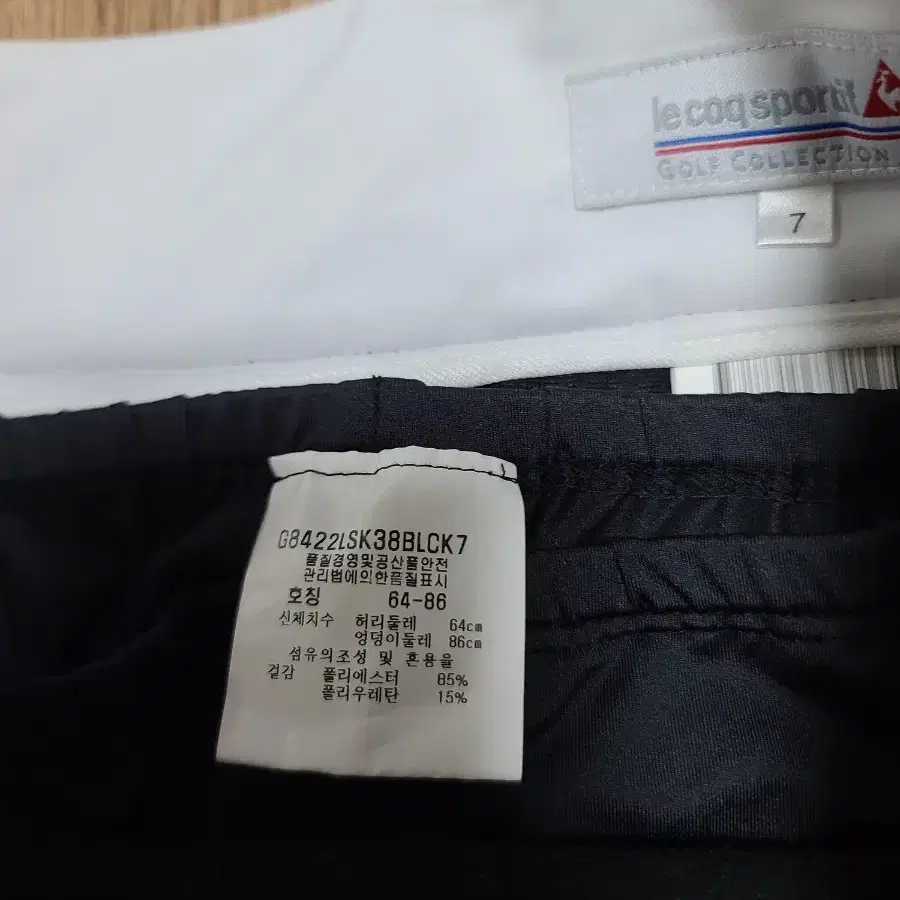 le coq sportif
GOLF COLLECTION
7
G8422LSK38BLCK7
품질경영및공산품안전
관리법에의한품질표시
호칭 64-86
신체치수 허리둘레 64cm
엉덩이둘레 86cm
섬유의조성 및 혼용율
겉감 폴리에스터 85%
폴리우레탄 15%